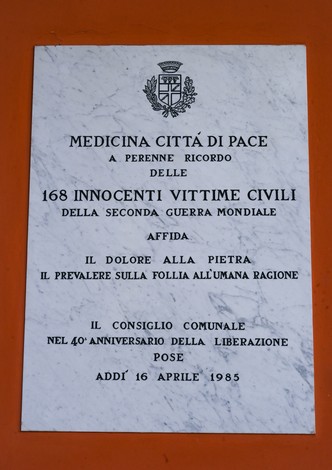 MEDICINA CITTÁ DI PACE
A PERENNE RICORDO
DELLE
168 INNOCENTI VITTIME CIVILI
DELLA SECONDA GUERRA MONDIALE
AFFIDA
IL DOLORE ALLA PIETRA
IL PREVALERE SULLA FOLLIA ALL'UMANA RAGIONE
IL CONSIGLIO COMUNALE
NEL 40° ANNIVERSARIO DELLA LIBERAZIONE
POSE
ADDÍ 16 APRILE 1985